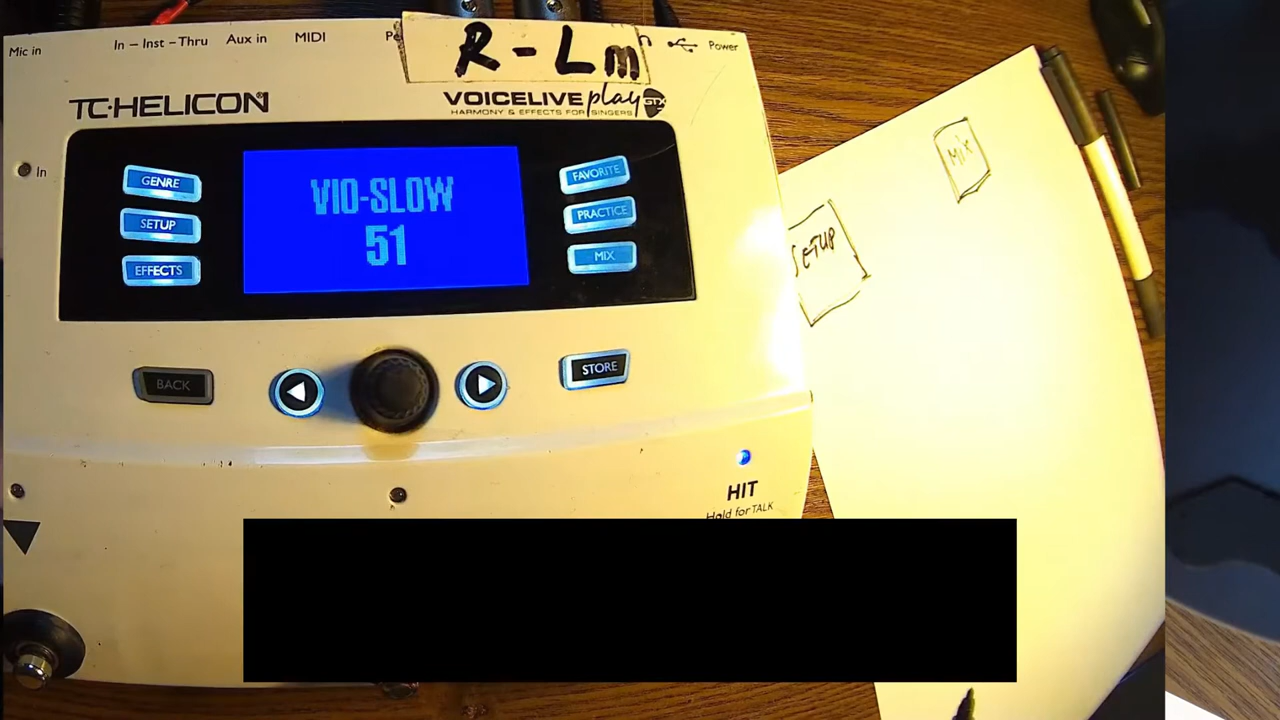 Mic in
In – Inst – Thru
Aux in
MIDI
R - Lm
Power
TC·HELICON
VOICELIVE play GTX
HARMONY & EFFECTS FOR SINGERS
In
GENRE
SETUP
EFFECTS
VIO-SLOW
51
FAVORITE
PRACTICE
MIX
BACK
STORE
HIT
Hold for TALK
SETUP
MIX